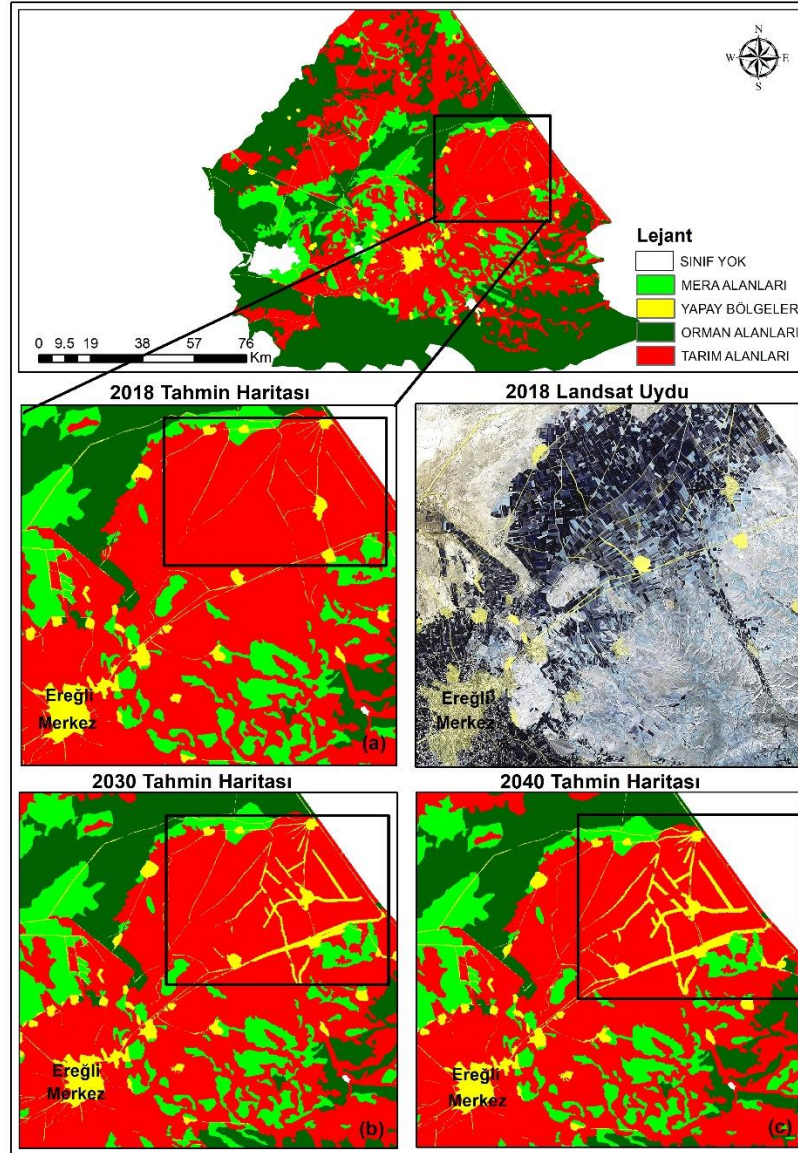 N
W E
S
Lejant
SINIF YOK
MERA ALANLARI
YAPAY BÖLGELER
ORMAN ALANLARI
TARIM ALANLARI
0 9,5 19 38 57 76
Km
2018 Tahmin Haritası
2018 Landsat Uydu
Ereğli
Merkez
(a)
Ereğli
Merkez
2030 Tahmin Haritası
2040 Tahmin Haritası
Ereğli
Merkez
(b)
Ereğli
Merkez
(c)